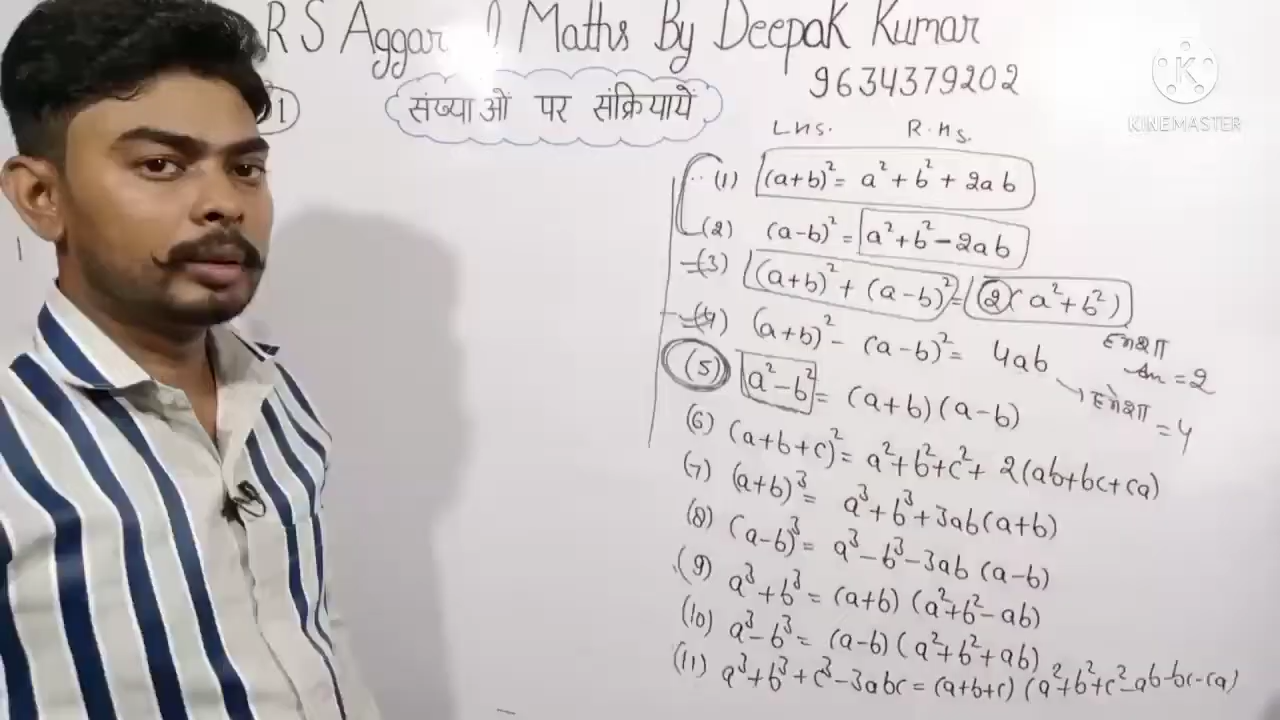 R S Aggar l Maths By Deepak Kumar
9634379202
KINEMASTER
1
संख्याओं पर संक्रियायें
L.H.S. R.H.S.
(1) (a+b)² = a² + b² + 2ab
(2) (a-b)² = a² + b² - 2ab
(3) (a+b)² + (a-b)² = 2(a² + b²)
(4) (a+b)² - (a-b)² = 4ab
हमेशा
= 2
हमेशा
= 4
(5) a² - b² = (a+b)(a-b)
(6) (a+b+c)² = a² + b² + c² + 2(ab+bc+ca)
(7) (a+b)³ = a³ + b³ + 3ab(a+b)
(8) (a-b)³ = a³ - b³ - 3ab(a-b)
(9) a³ + b³ = (a+b)(a² + b² - ab)
(10) a³ - b³ = (a-b)(a² + b² + ab)
(11) a³ + b³ + c³ - 3abc = (a+b+c)(a² + b² + c² - ab - bc - ca)